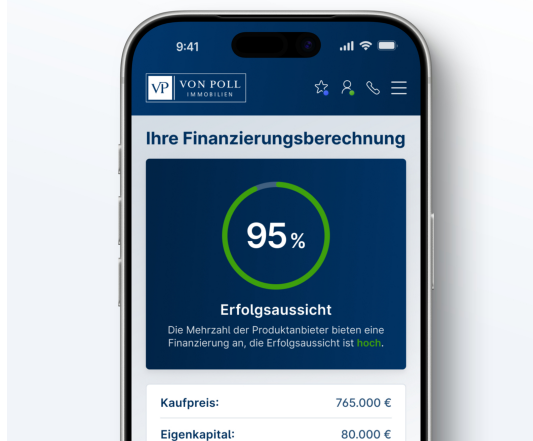 9:41
VP VON POLL
IMMOBILIEN
Ihre Finanzierungsberechnung
95 %
Erfolgsaussicht
Die Mehrzahl der Produktanbieter bieten eine
Finanzierung an, die Erfolgsaussicht ist hoch.
Kaufpreis: 765.000 €
Eigenkapital: 80.000 €